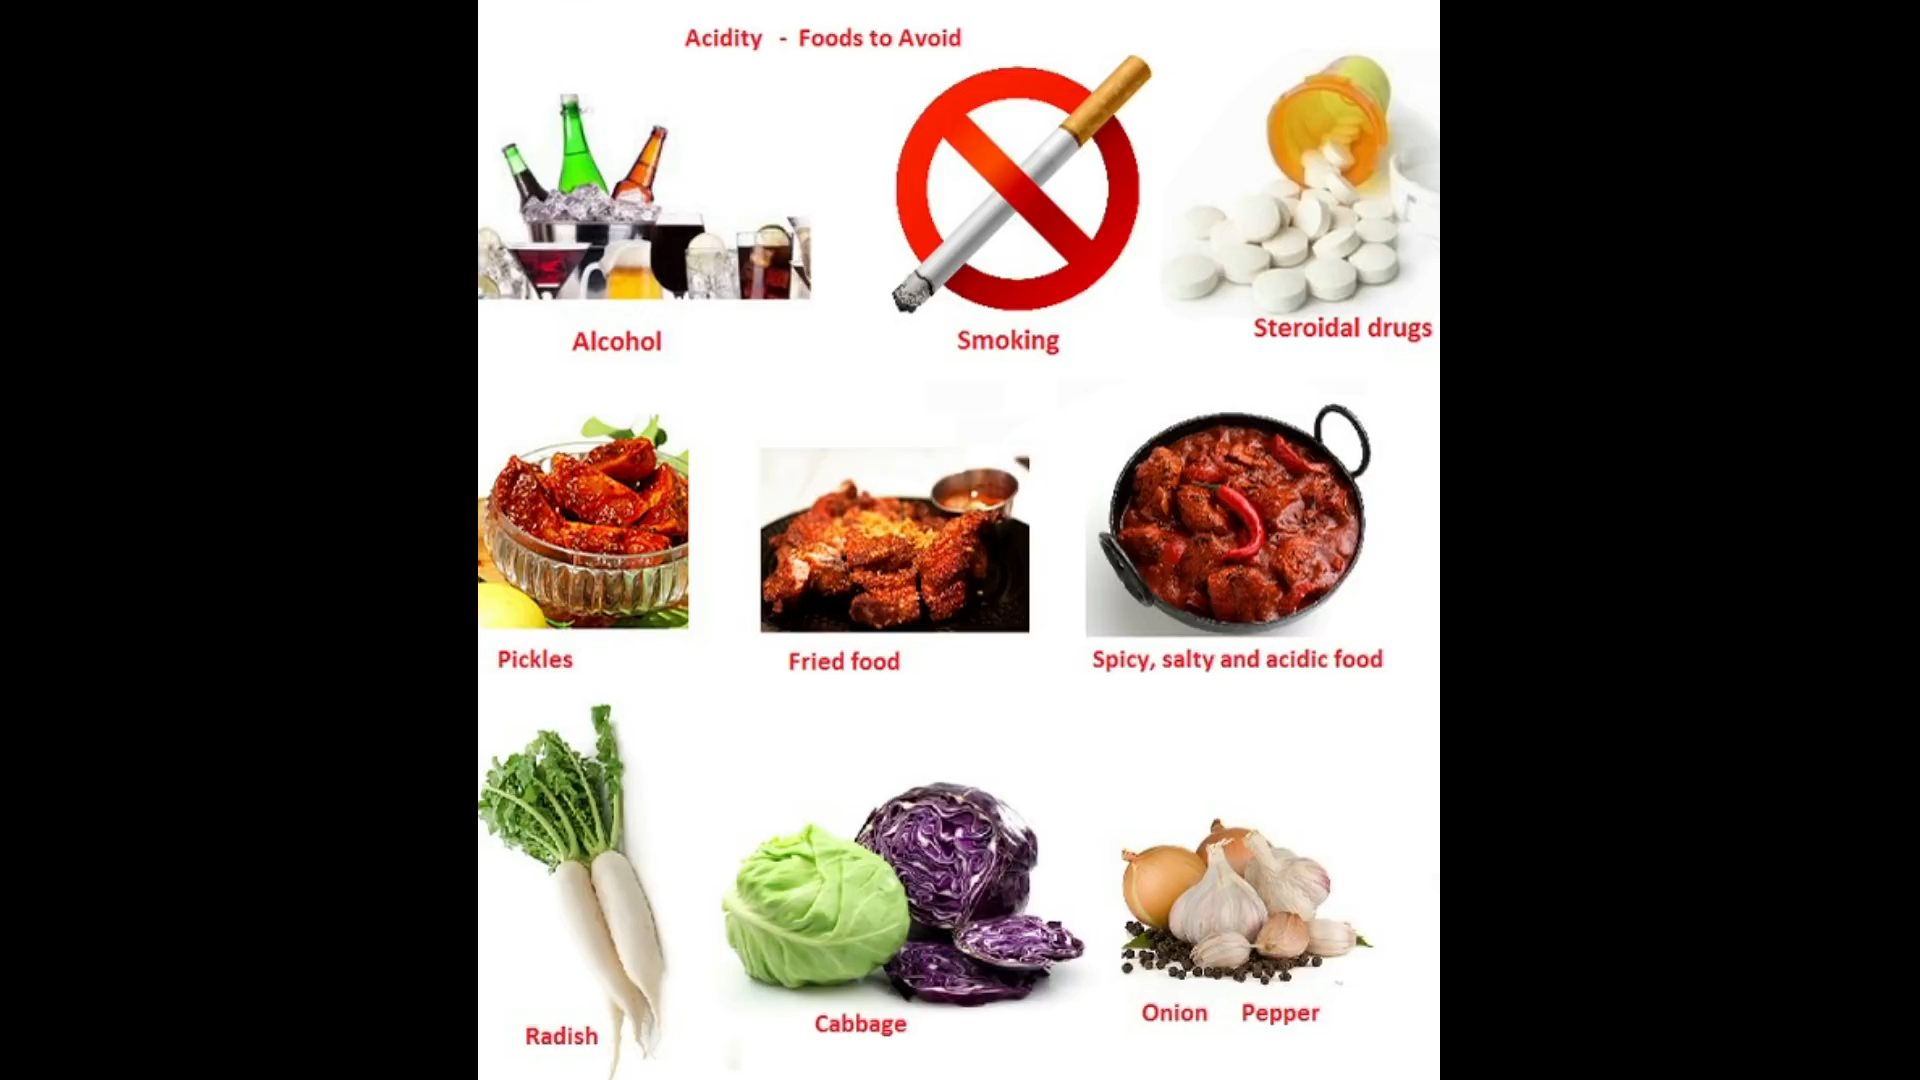 Acidity - Foods to Avoid
Alcohol
Smoking
Steroidal drugs
Pickles
Fried food
Spicy, salty and acidic food
Radish
Cabbage
Onion Pepper